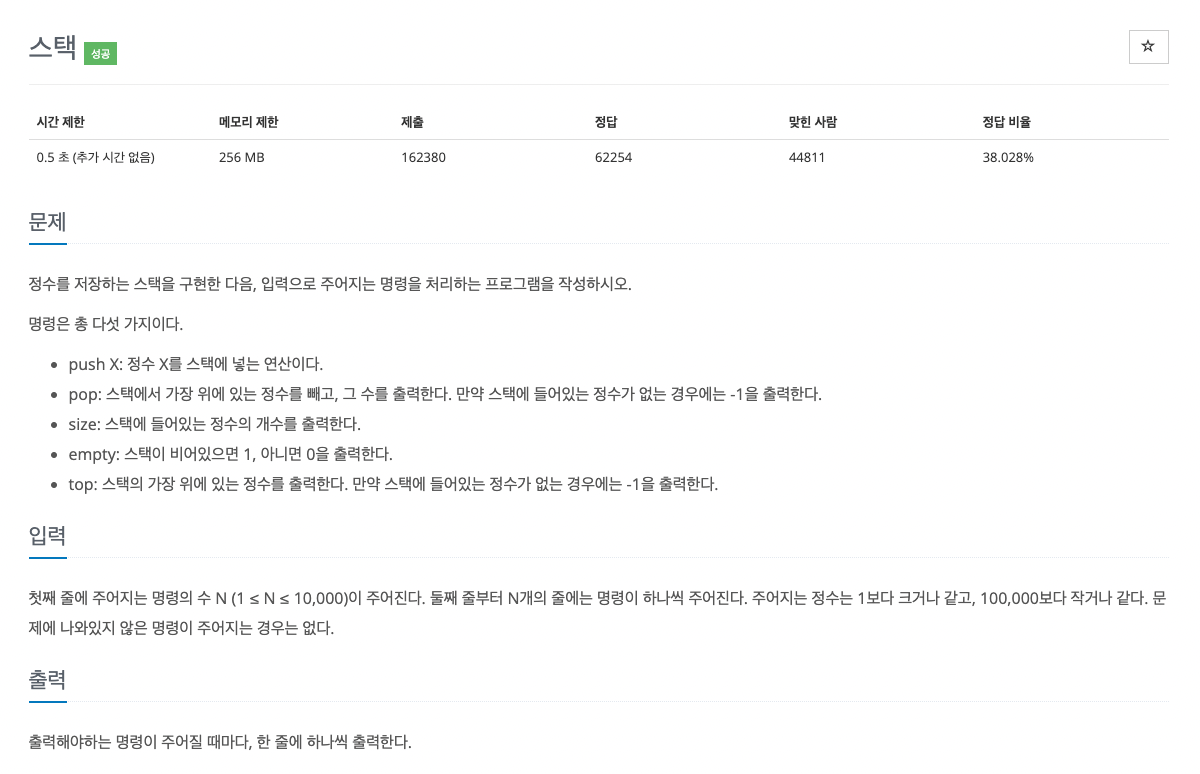 스택 성공
☆
시간 제한 메모리 제한 제출 정답 맞힌 사람 정답 비율
0.5 초 (추가 시간 없음) 256 MB 162380 62254 44811 38.028%
문제
정수를 저장하는 스택을 구현한 다음, 입력으로 주어지는 명령을 처리하는 프로그램을 작성하시오.
명령은 총 다섯 가지이다.
• push X: 정수 X를 스택에 넣는 연산이다.
• pop: 스택에서 가장 위에 있는 정수를 빼고, 그 수를 출력한다. 만약 스택에 들어있는 정수가 없는 경우에는 -1을 출력한다.
• size: 스택에 들어있는 정수의 개수를 출력한다.
• empty: 스택이 비어있으면 1, 아니면 0을 출력한다.
• top: 스택의 가장 위에 있는 정수를 출력한다. 만약 스택에 들어있는 정수가 없는 경우에는 -1을 출력한다.
입력
첫째 줄에 주어지는 명령의 수 N (1 ≤ N ≤ 10,000)이 주어진다. 둘째 줄부터 N개의 줄에는 명령이 하나씩 주어진다. 주어지는 정수는 1보다 크거나 같고, 100,000보다 작거나 같다. 문
제에 나와있지 않은 명령이 주어지는 경우는 없다.
출력
출력해야하는 명령이 주어질 때마다, 한 줄에 하나씩 출력한다.